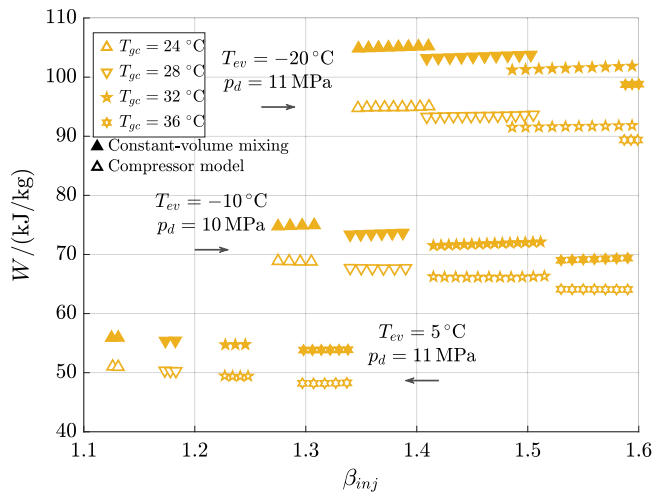 110
100
90
80
70
60
50
40
W/(kJ/kg)
T_gc = 24 °C
T_gc = 28 °C
T_gc = 32 °C
T_gc = 36 °C
Constant-volume mixing
Compressor model
T_ev = −20 °C
p_d = 11 MPa
T_ev = −10 °C
p_d = 10 MPa
T_ev = 5 °C
p_d = 11 MPa
1.1 1.2 1.3 1.4 1.5 1.6
β_inj